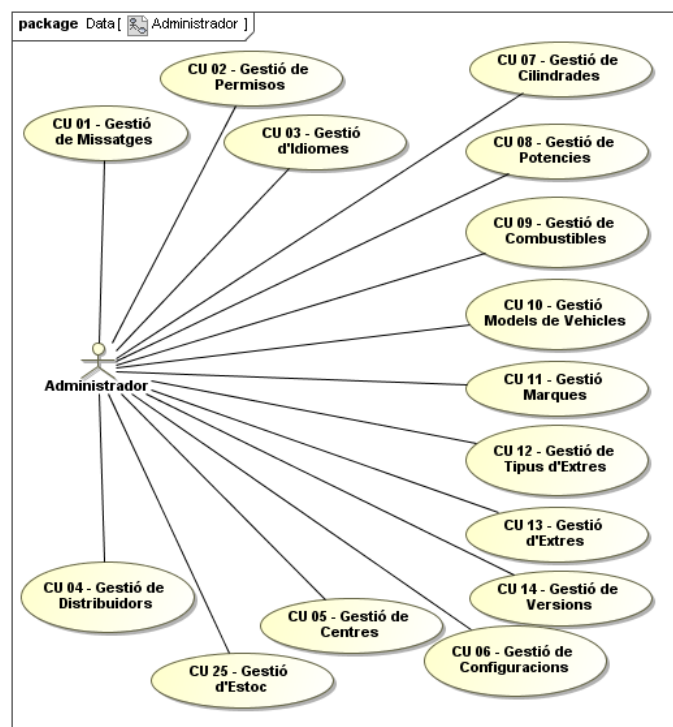 package Data [ Administrador ]
CU 01 - Gestió
de Missatges
CU 02 - Gestió de
Permisos
CU 03 - Gestió
d'Idiomes
CU 07 - Gestió de
Cilindrades
CU 08 - Gestió de
Potencies
CU 09 - Gestió de
Combustibles
CU 10 - Gestió
Models de Vehicles
CU 11 - Gestió
Marques
CU 12 - Gestió de
Tipus d'Extres
CU 13 - Gestió
d'Extres
CU 14 - Gestió de
Versions
CU 06 - Gestió de
Configuracions
CU 05 - Gestió de
Centres
CU 25 - Gestió
d'Estoc
CU 04 - Gestió de
Distribuidors
Administrador